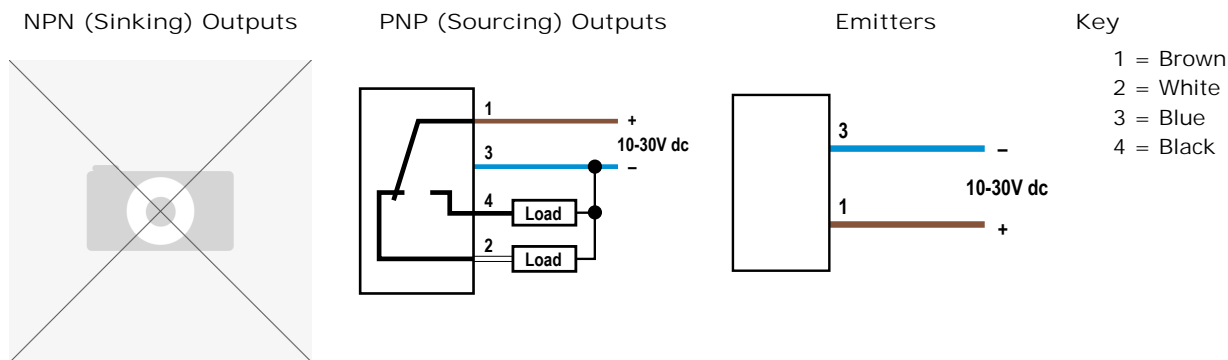 NPN (Sinking) Outputs
PNP (Sourcing) Outputs
1
+
10-30V dc
3
–
4
Load
2
Load
Emitters
3
–
10-30V dc
1
+
Key
1 = Brown
2 = White
3 = Blue
4 = Black